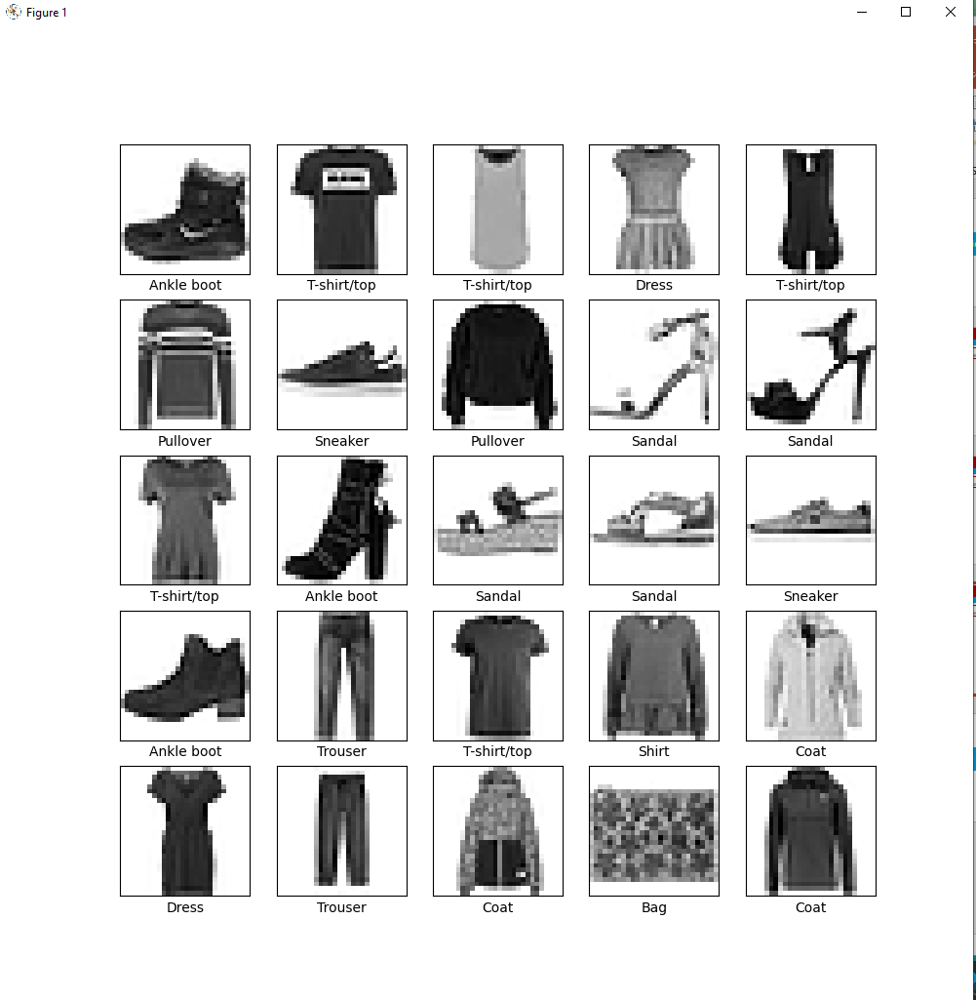 Figure 1
Ankle boot T-shirt/top T-shirt/top Dress T-shirt/top
Pullover Sneaker Pullover Sandal Sandal
T-shirt/top Ankle boot Sandal Sandal Sneaker
Ankle boot Trouser T-shirt/top Shirt Coat
Dress Trouser Coat Bag Coat